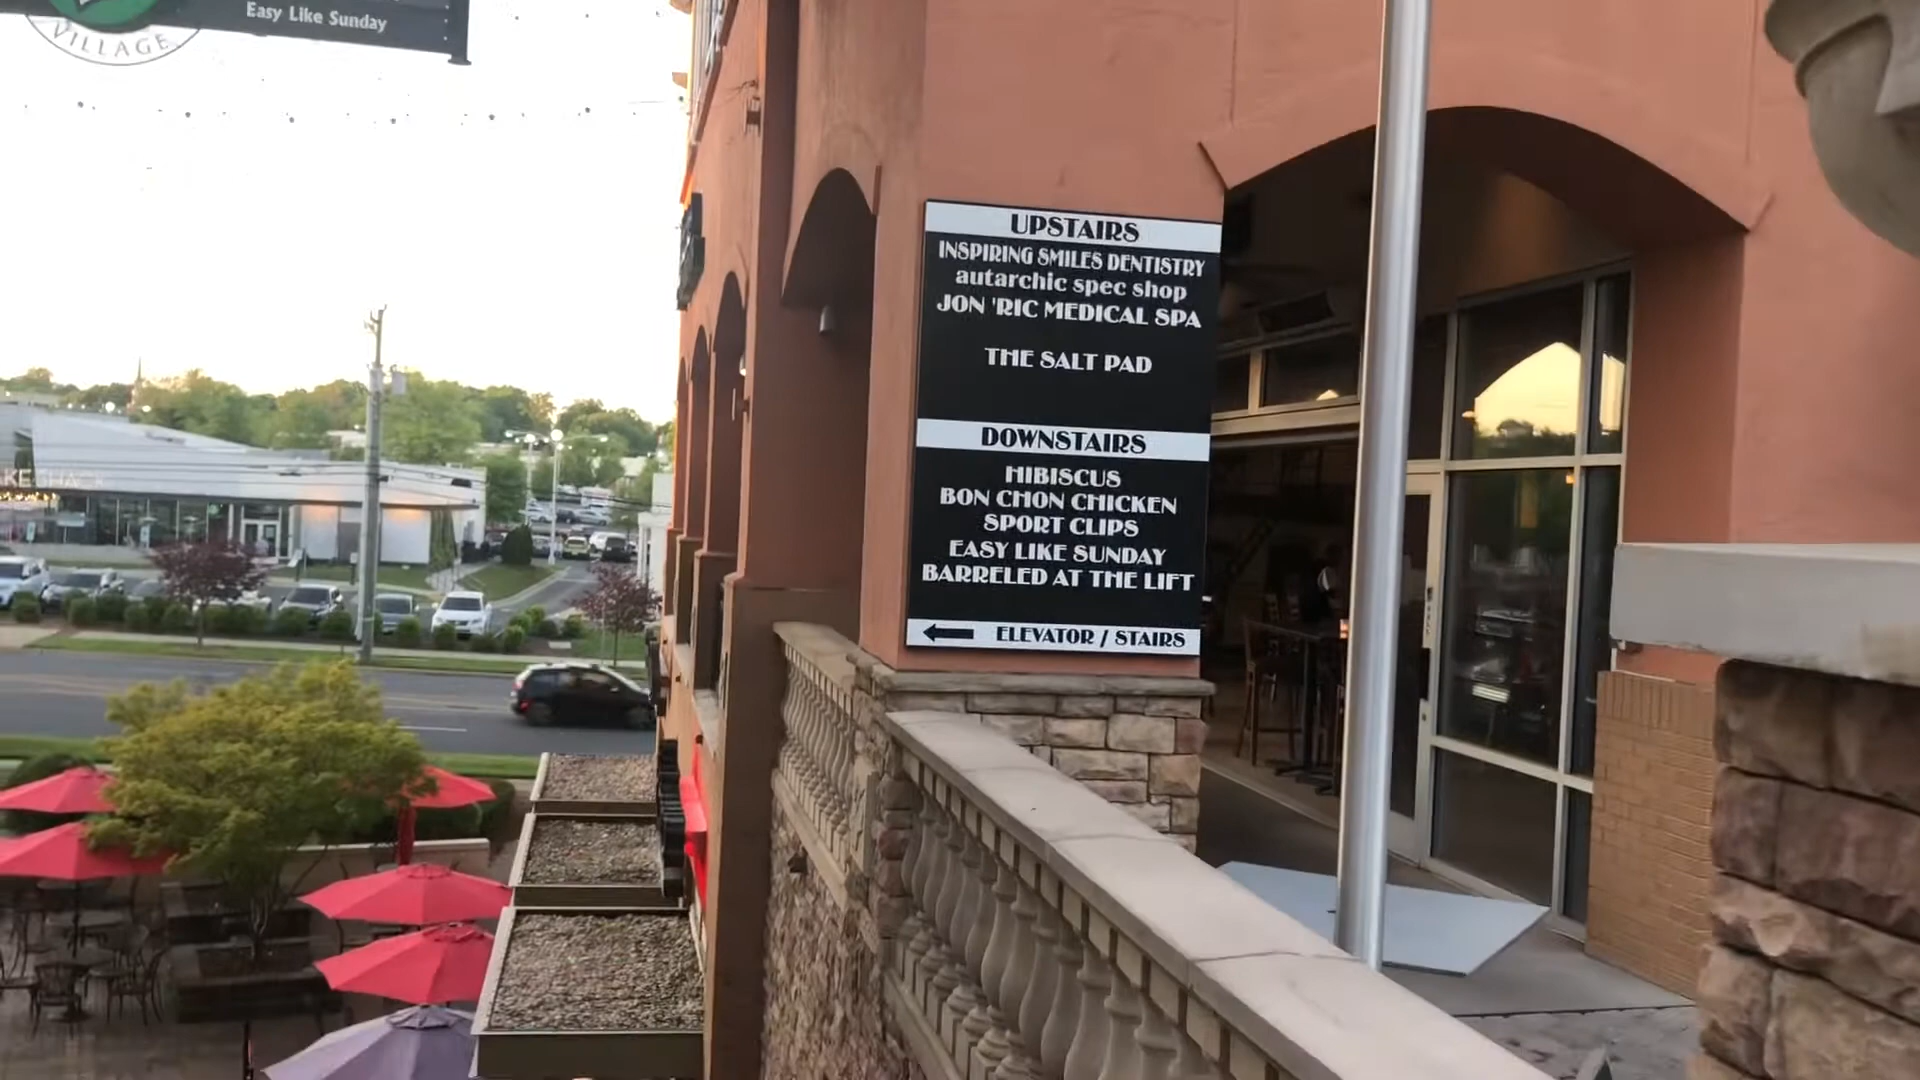 Easy Like Sunday
VILLAGE
UPSTAIRS
INSPIRING SMILES DENTISTRY
autarchic spec shop
JON 'RIC MEDICAL SPA
THE SALT PAD
DOWNSTAIRS
HIBISCUS
BON CHON CHICKEN
SPORT CLIPS
EASY LIKE SUNDAY
BARRELED AT THE LIFT
ELEVATOR / STAIRS